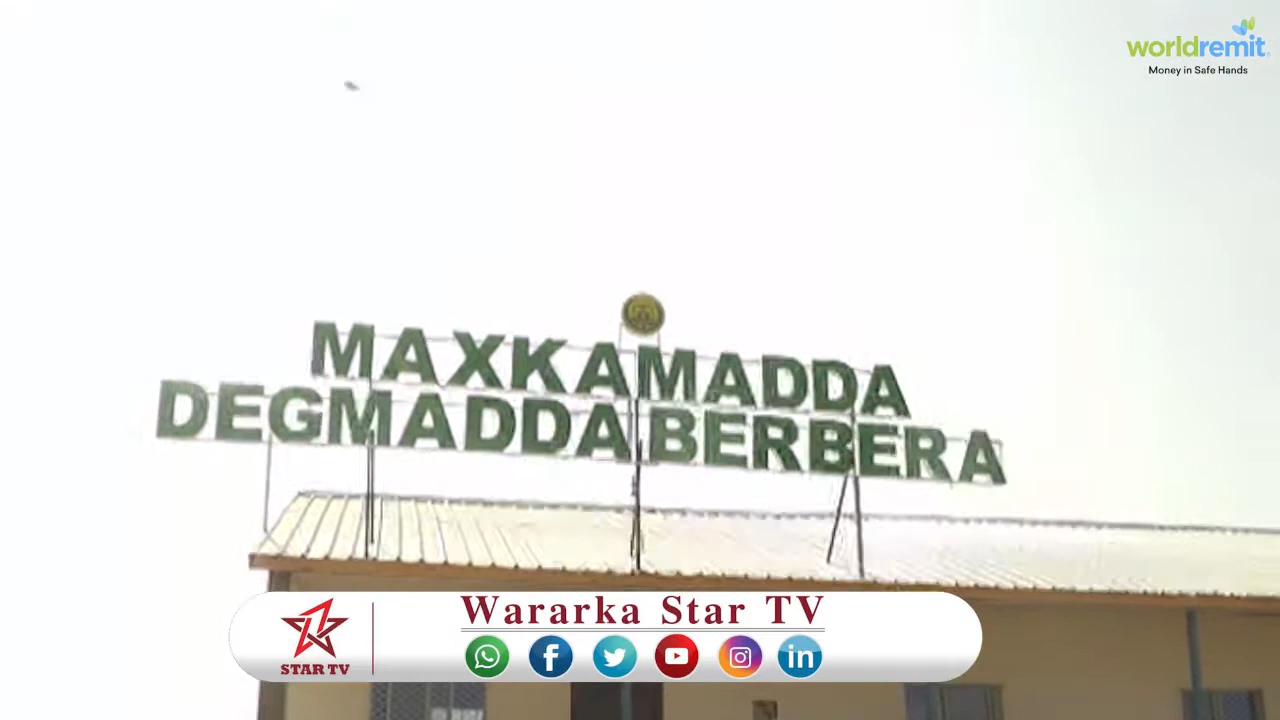 worldremit
Money in Safe Hands
MAXKAMADDA
DEGMADDA BERBERA
Wararka Star TV
STAR TV